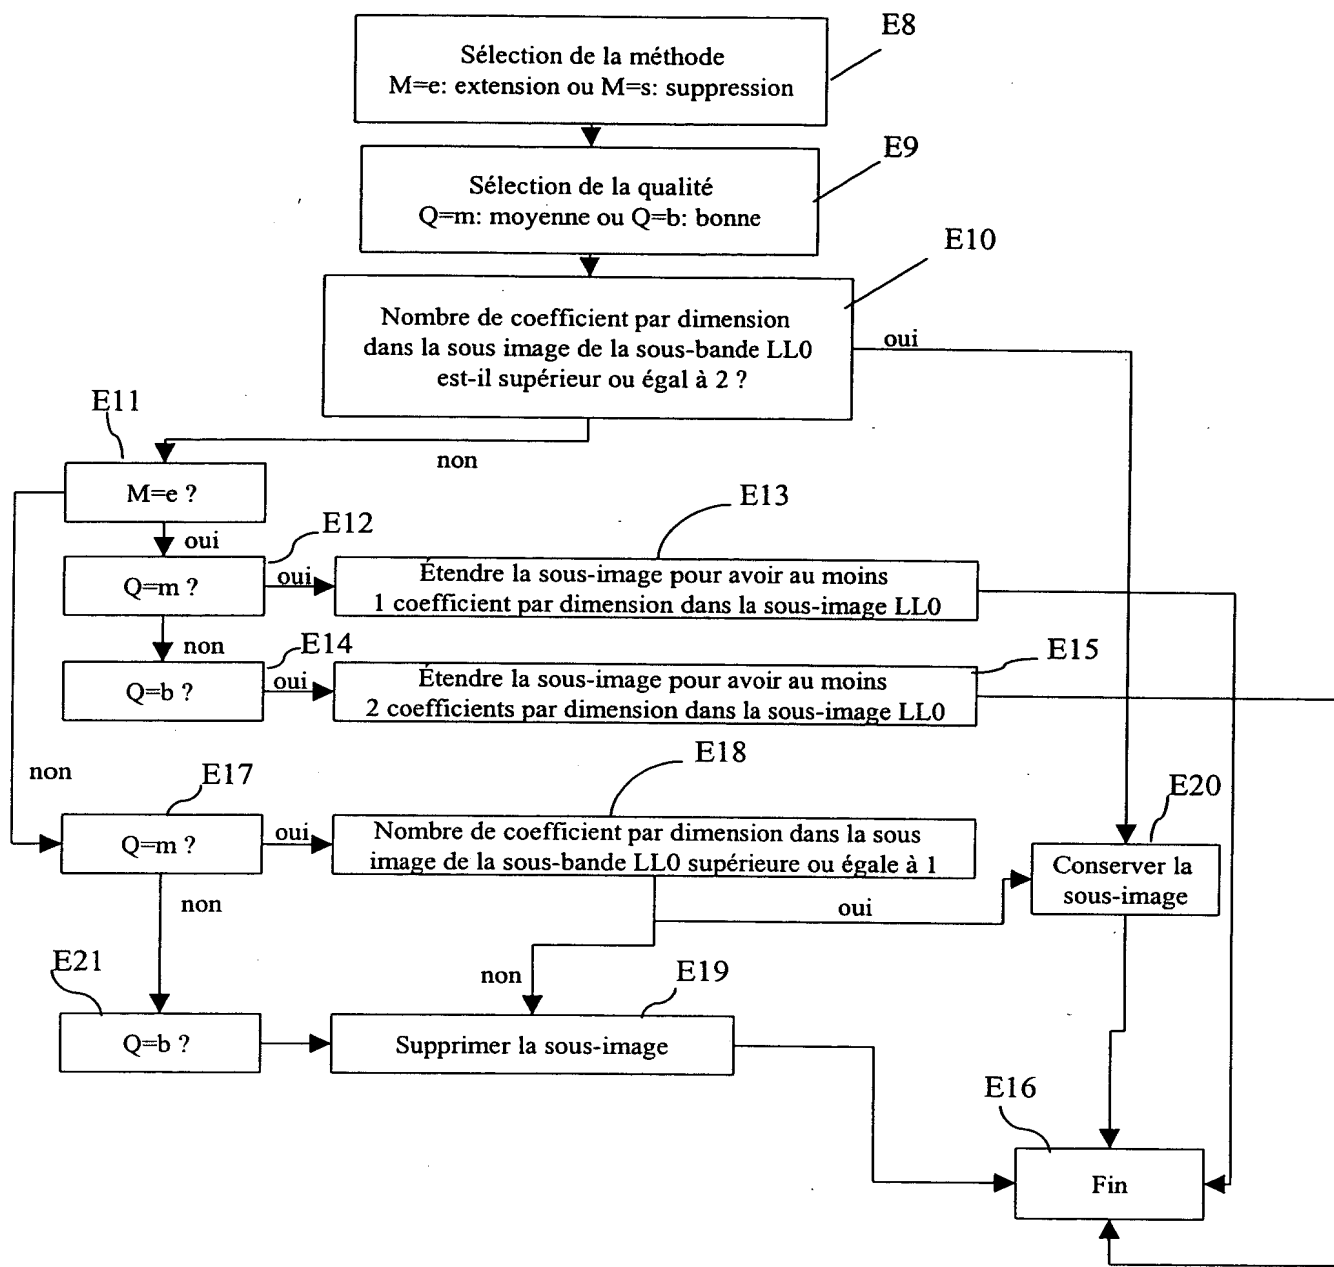 E8
Sélection de la méthode
M=e: extension ou M=s: suppression
E9
Sélection de la qualité
Q=m: moyenne ou Q=b: bonne
E10
Nombre de coefficient par dimension
dans la sous image de la sous-bande LL0
est-il supérieur ou égal à 2 ?
oui
non
E11
M=e ?
oui
E12
Q=m ?
oui
E13
Étendre la sous-image pour avoir au moins
1 coefficient par dimension dans la sous-image LL0
non
E14
Q=b ?
oui
E15
Étendre la sous-image pour avoir au moins
2 coefficients par dimension dans la sous-image LL0
non
E17
Q=m ?
oui
E18
Nombre de coefficient par dimension dans la sous
image de la sous-bande LL0 supérieure ou égale à 1
E20
Conserver la
sous-image
non
oui
non
E21
Q=b ?
E19
Supprimer la sous-image
E16
Fin